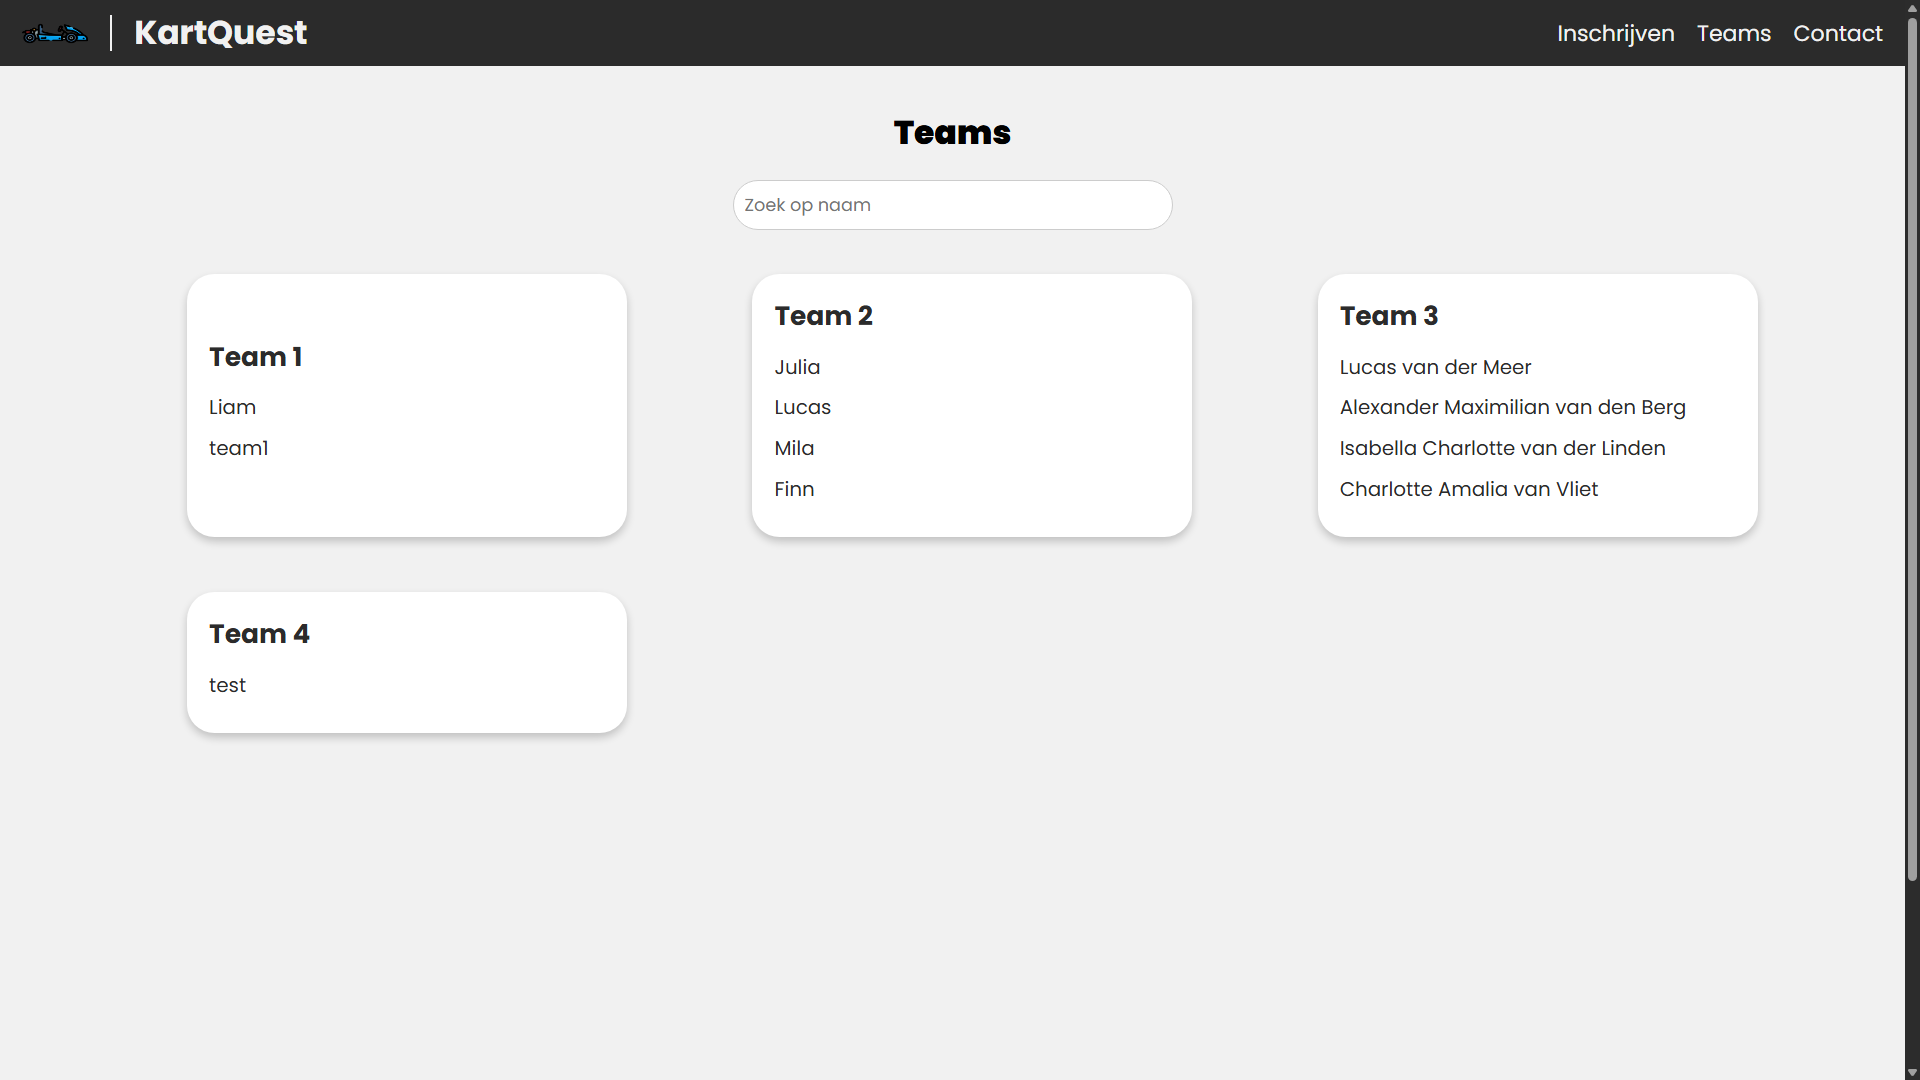 KartQuest
Inschrijven Teams Contact
Teams
Zoek op naam
Team 1
Liam
team1
Team 2
Julia
Lucas
Mila
Finn
Team 3
Lucas van der Meer
Alexander Maximilian van den Berg
Isabella Charlotte van der Linden
Charlotte Amalia van Vliet
Team 4
test